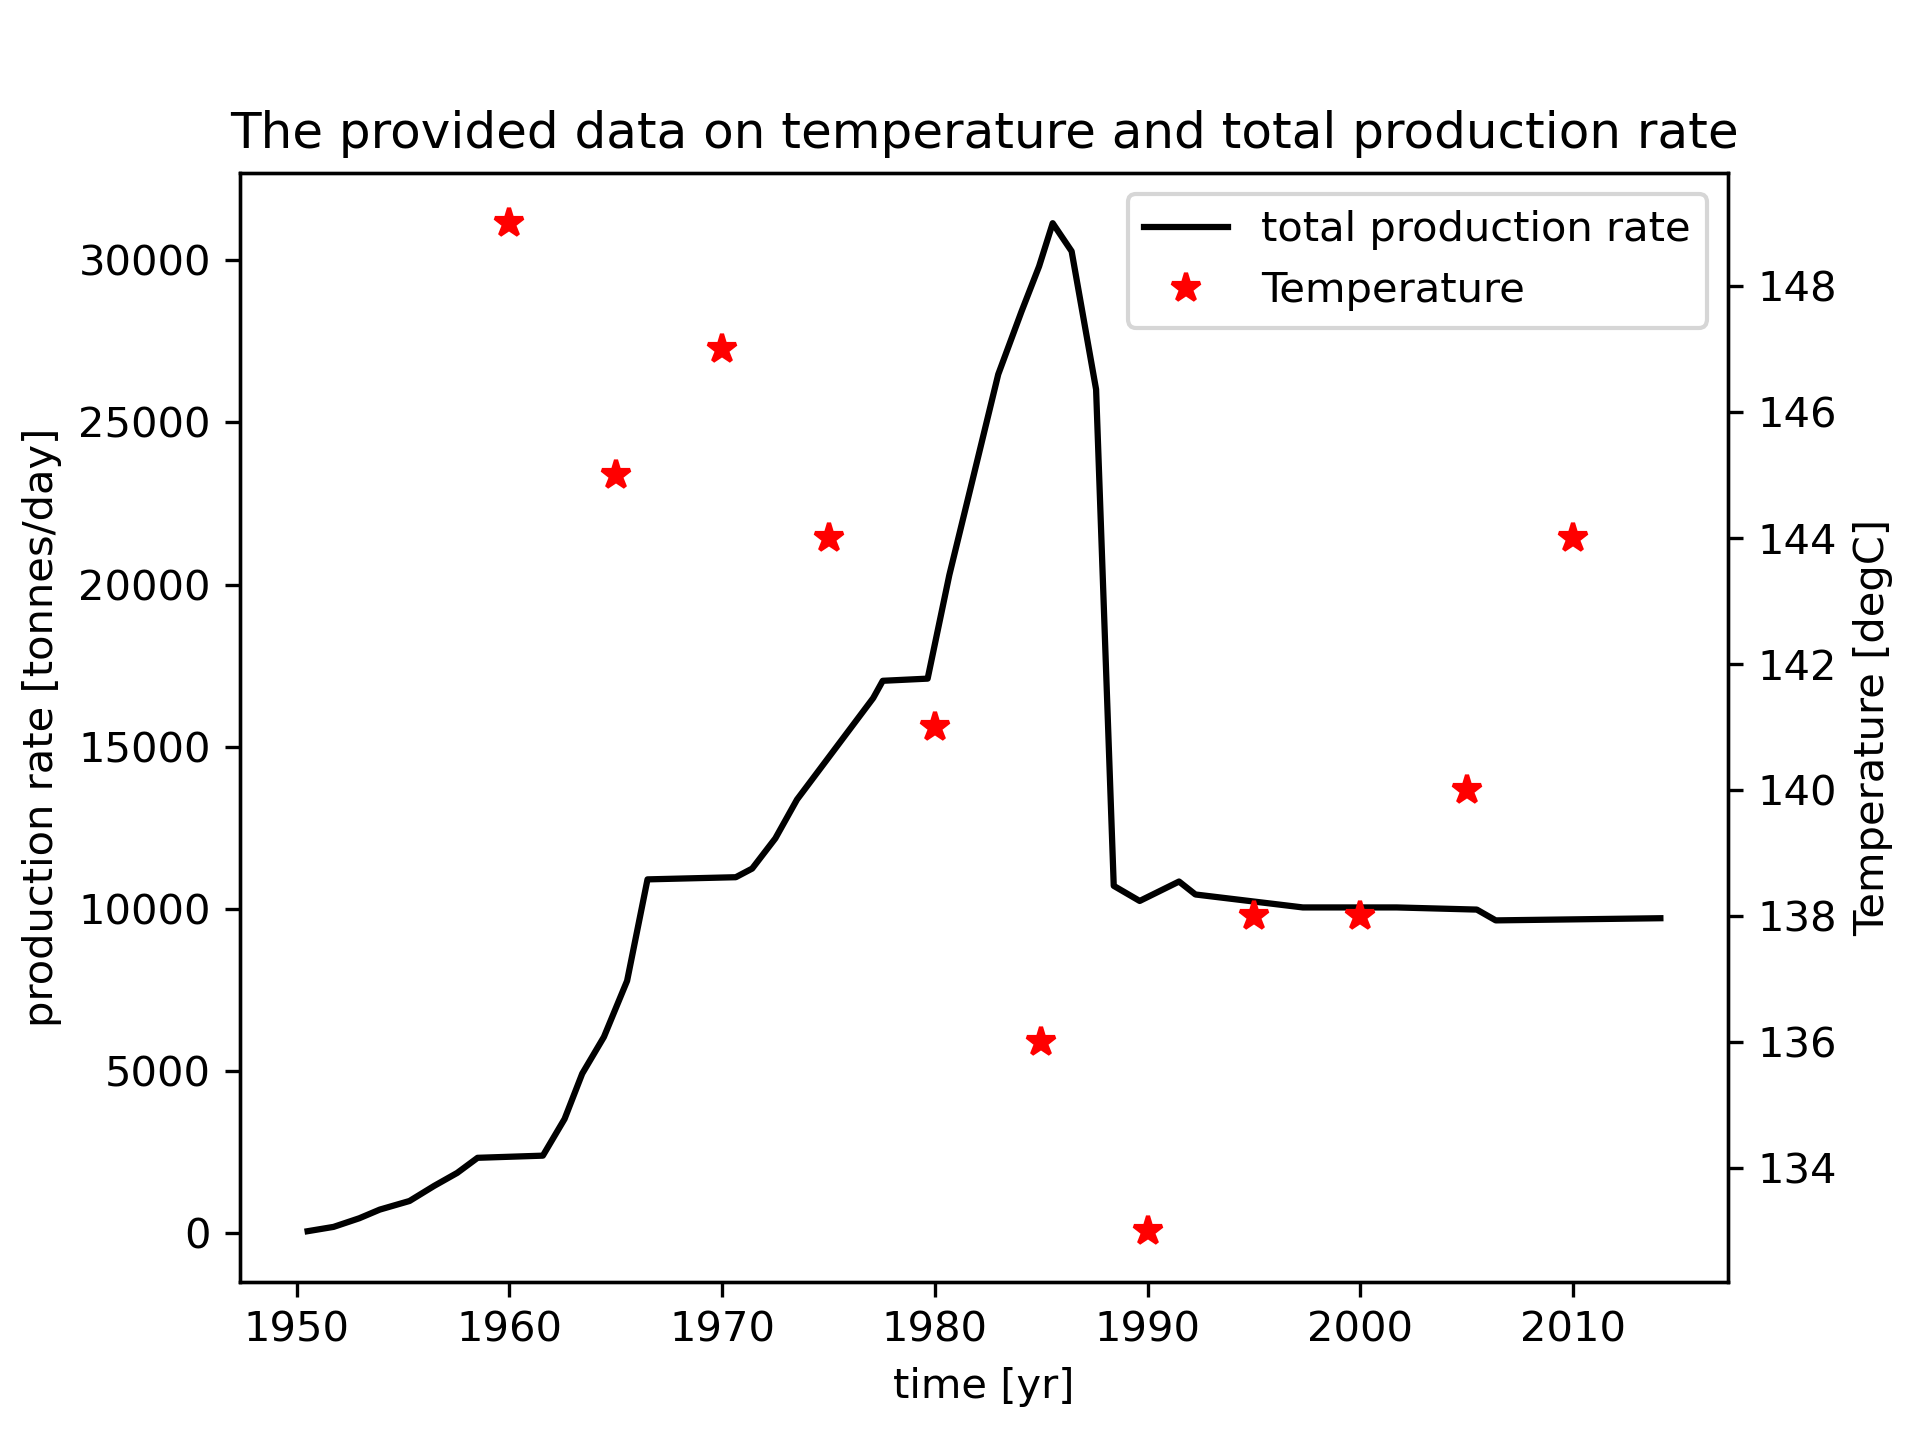 The provided data on temperature and total production rate
total production rate
Temperature
30000
25000
20000
15000
10000
5000
0
production rate [tonnes/day]
148
146
144
142
140
138
136
134
Temperature [degC]
1950 1960 1970 1980 1990 2000 2010
time [yr]